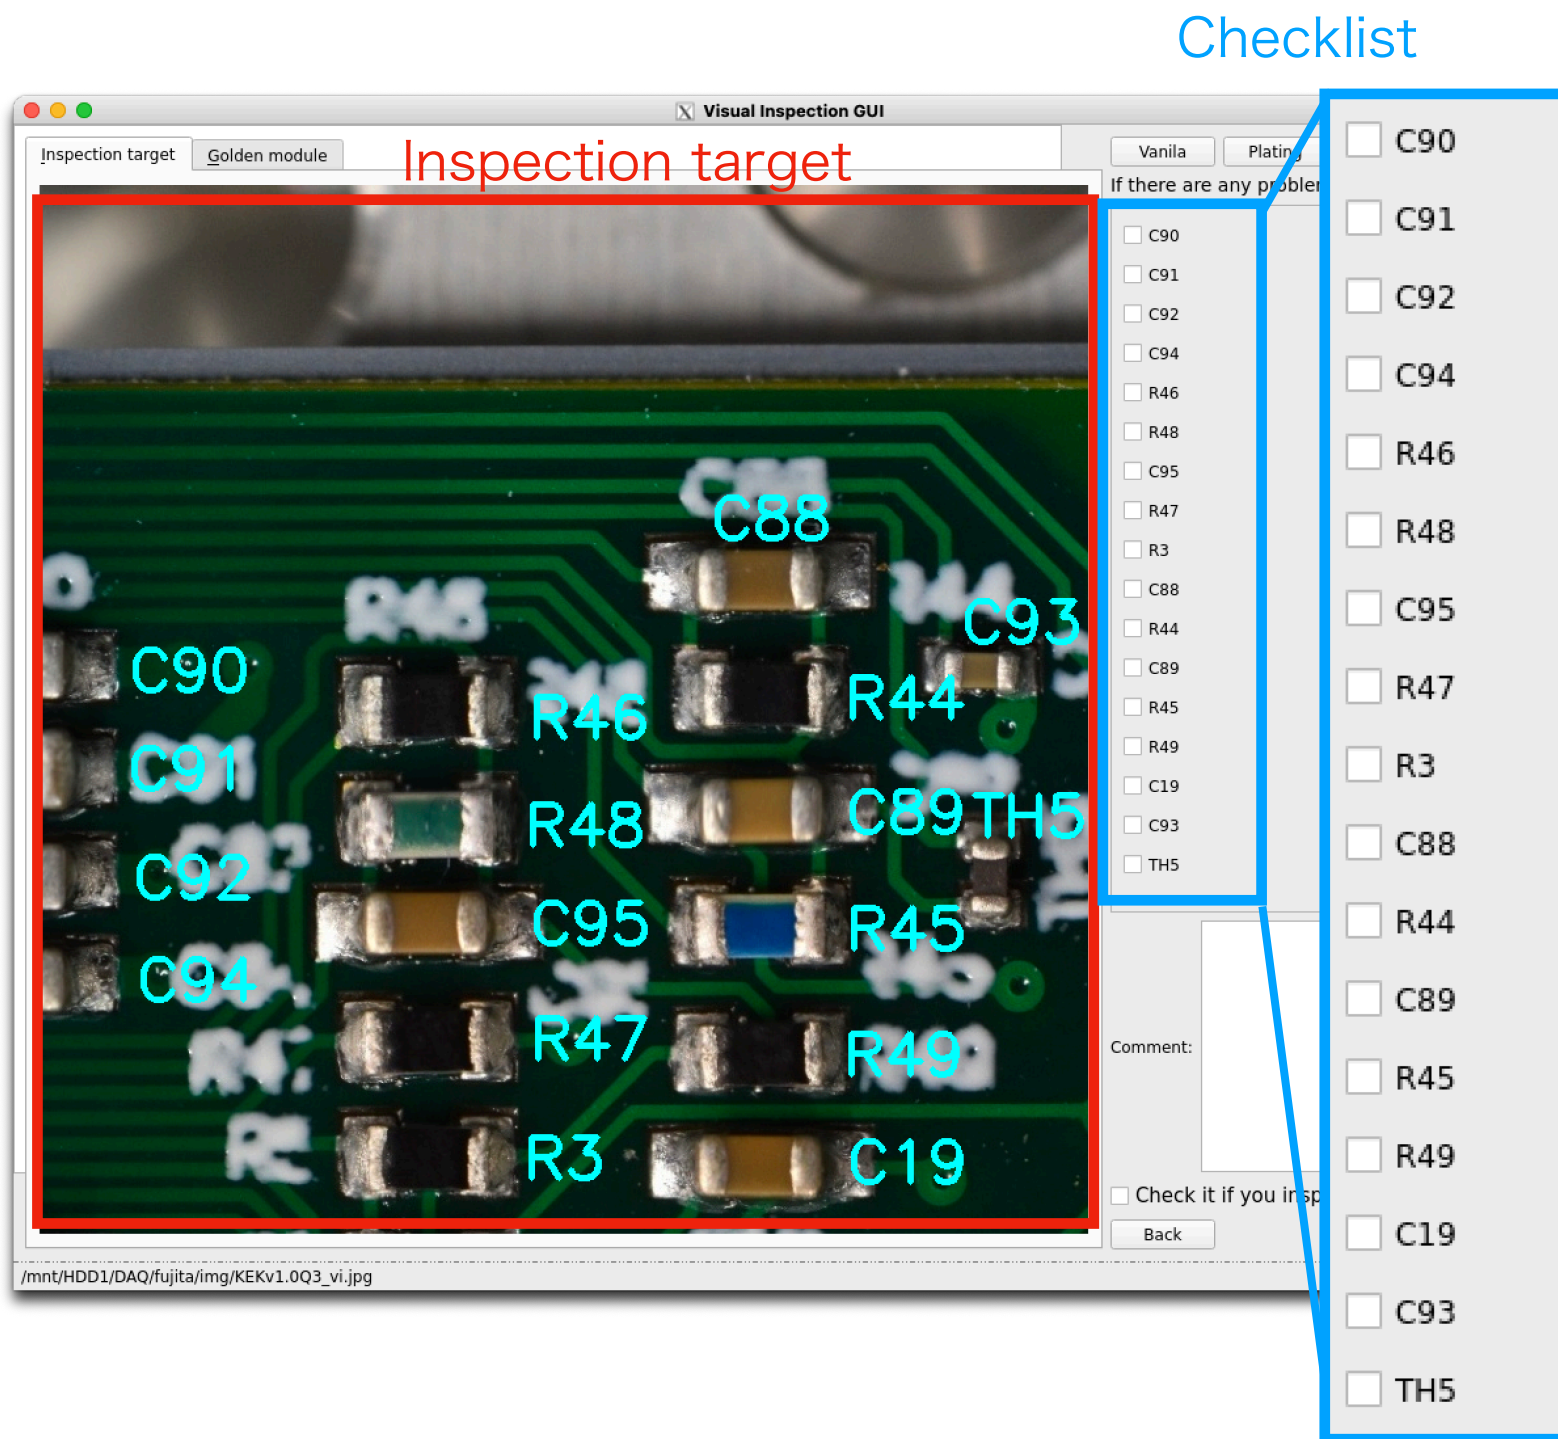 Checklist
Visual Inspection GUI
Inspection target
Golden module
Inspection target
Vanila
Plating
If there are any
C90
C91
C92
C94
R46
R48
C95
R47
R3
C88
R44
C89
R45
R49
C19
C93
TH5
Comment:
Check it if you
Back
C88
C93
C90
R46
R44
C91
R48
C89
TH5
C92
C95
R45
C94
R47
R49
R3
C19
/mnt/HDD1/DAQ/fujita/img/KEKv1.0Q3_vi.jpg
C90
C91
C92
C94
R46
R48
C95
R47
R3
C88
R44
C89
R45
R49
C19
C93
TH5